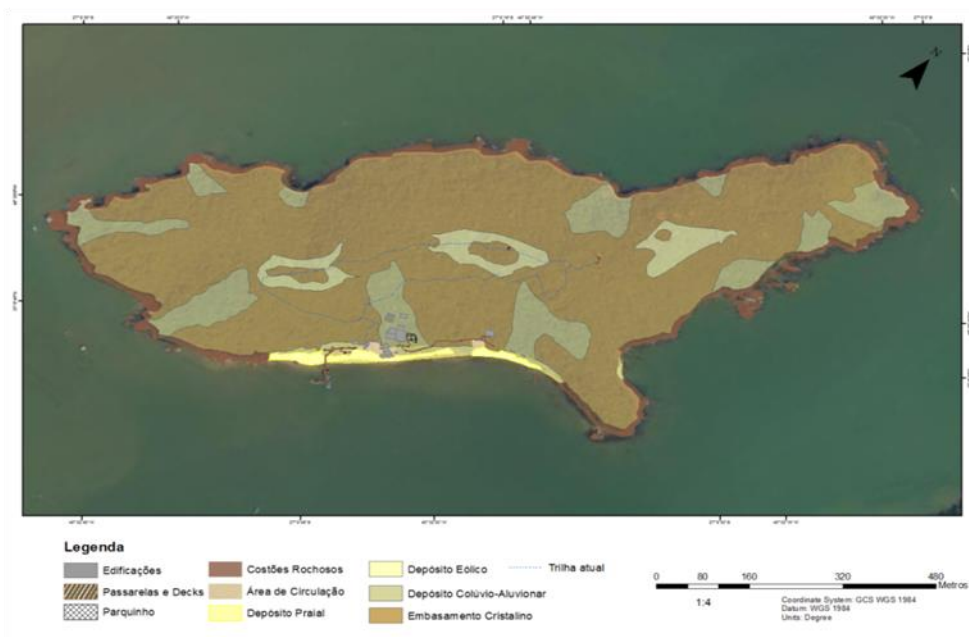 N
Legenda
Edificações
Passarelas e Decks
Parquinho
Costões Rochosos
Área de Circulação
Depósito Praial
Depósito Eólico
Depósito Colúvio-Aluvionar
Embasamento Cristalino
Trilha atual
0 80 160 320 480
Metros
1:4
Coordinate System: GCS WGS 1984
Datum: WGS 1984
Units: Degree